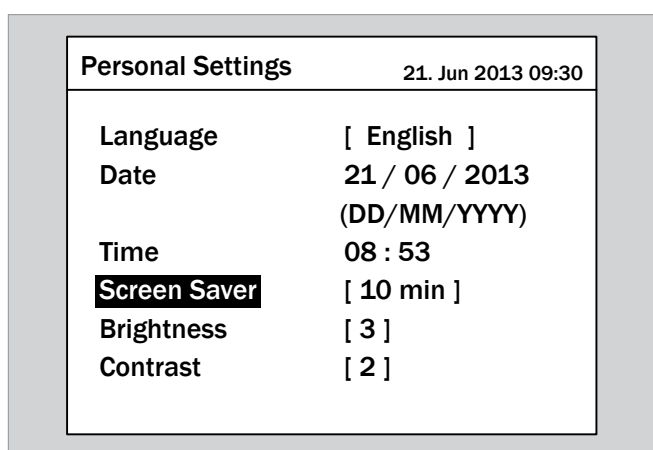 Personal Settings 21. Jun 2013 09:30
Language [ English ]
Date 21 / 06 / 2013
(DD/MM/YYYY)
Time 08 : 53
Screen Saver [ 10 min ]
Brightness [ 3 ]
Contrast [ 2 ]